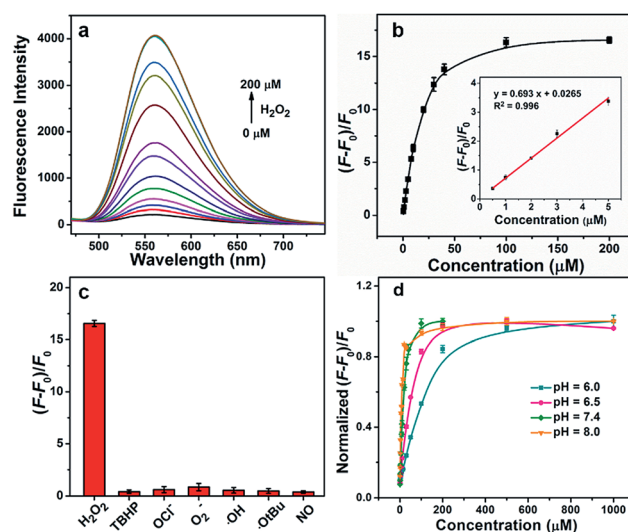 a
4000
3000
2000
1000
0
Fluorescence Intensity
200 μM
H₂O₂
0 μM
500 550 600 650 700
Wavelength (nm)
b
15
10
5
0
(F-F₀)/F₀
0 50 100 150 200
Concentration (μM)
y = 0.693 x + 0.0265
R² = 0.996
4
3
2
1
0
(F-F₀)/F₀
0 1 2 3 4 5
Concentration (μM)
c
20
15
10
5
0
(F-F₀)/F₀
H₂O₂ TBHP OCl⁻ O₂⁻ ·OH ·OtBu NO
d
1.2
0.8
0.4
0.0
Normalized (F-F₀)/F₀
pH = 6.0
pH = 6.5
pH = 7.4
pH = 8.0
0 200 400 600 800 1000
Concentration (μM)